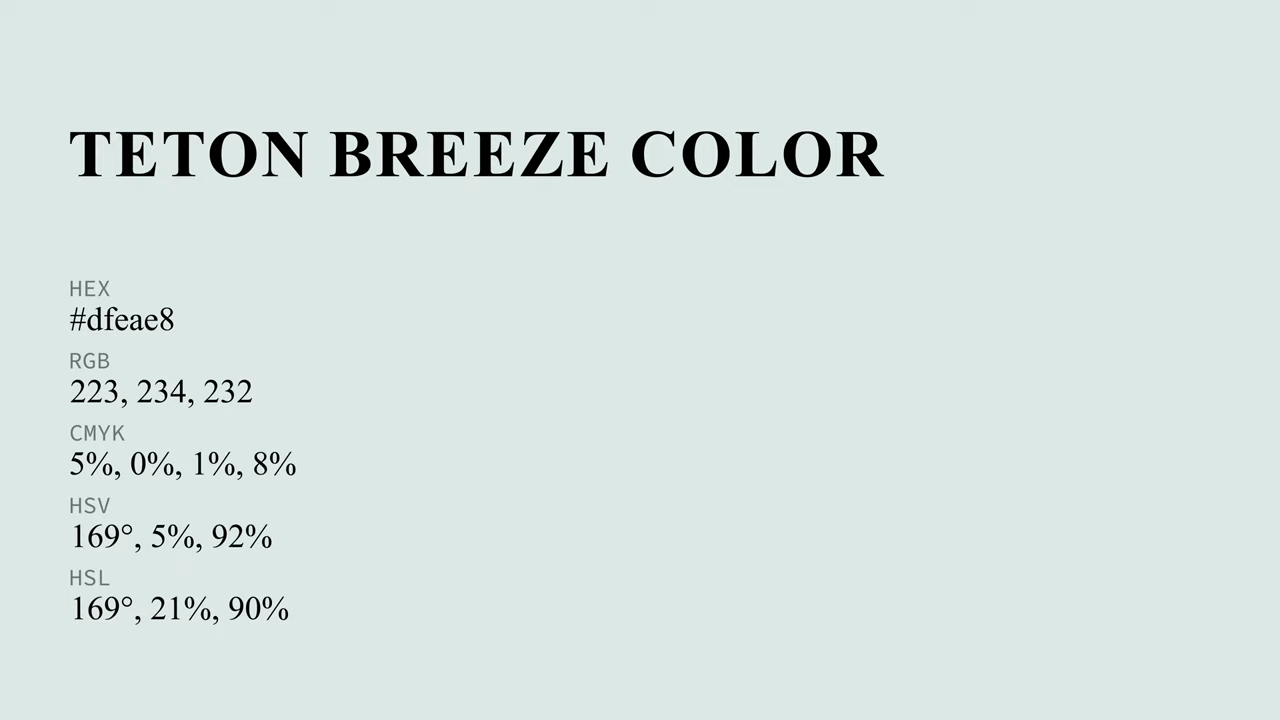 TETON BREEZE COLOR
HEX
#dfeae8
RGB
223, 234, 232
CMYK
5%, 0%, 1%, 8%
HSV
169°, 5%, 92%
HSL
169°, 21%, 90%